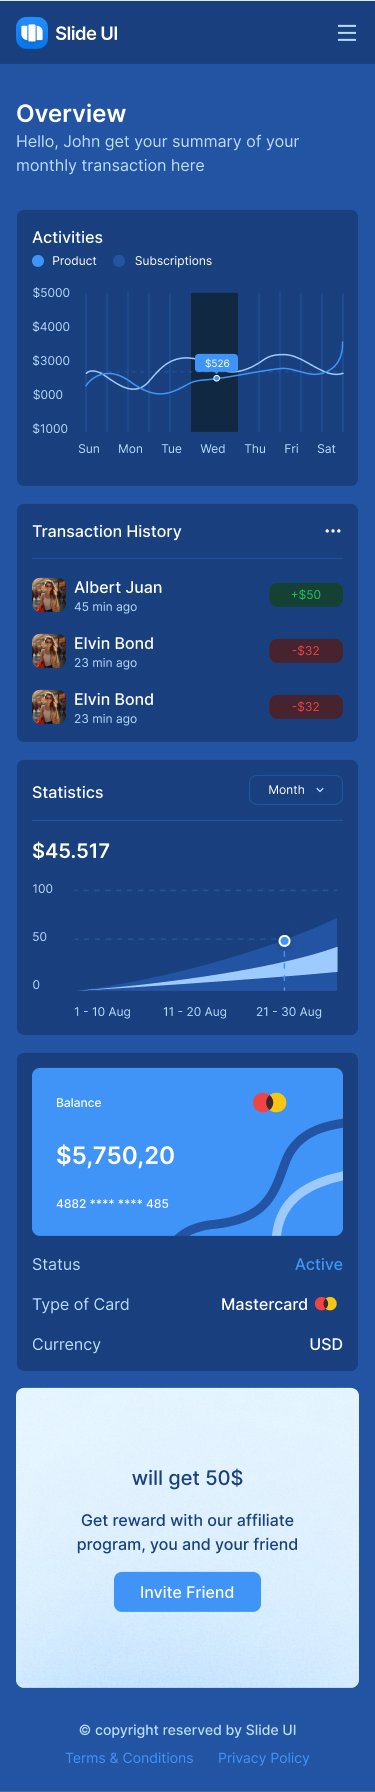 Slide UI
Overview
Hello, John get your summary of your
monthly transaction here
Activities
Product Subscriptions
$5000
$4000
$3000
$526
$000
$1000
Sun Mon Tue Wed Thu Fri Sat
Transaction History
Albert Juan
45 min ago
+$50
Elvin Bond
23 min ago
-$32
Elvin Bond
23 min ago
-$32
Statistics
Month
$45.517
100
50
0
1 - 10 Aug 11 - 20 Aug 21 - 30 Aug
Balance
$5,750,20
4882 **** **** 485
Status Active
Type of Card Mastercard
Currency USD
will get 50$
Get reward with our affiliate
program, you and your friend
Invite Friend
© copyright reserved by Slide UI
Terms & Conditions Privacy Policy